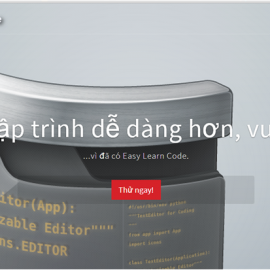 ập trình dễ dàng hơn, vu
...vì đã có Easy Learn Code.
Thử ngay!
itor(App):
zable Editor"""
ns.EDITOR